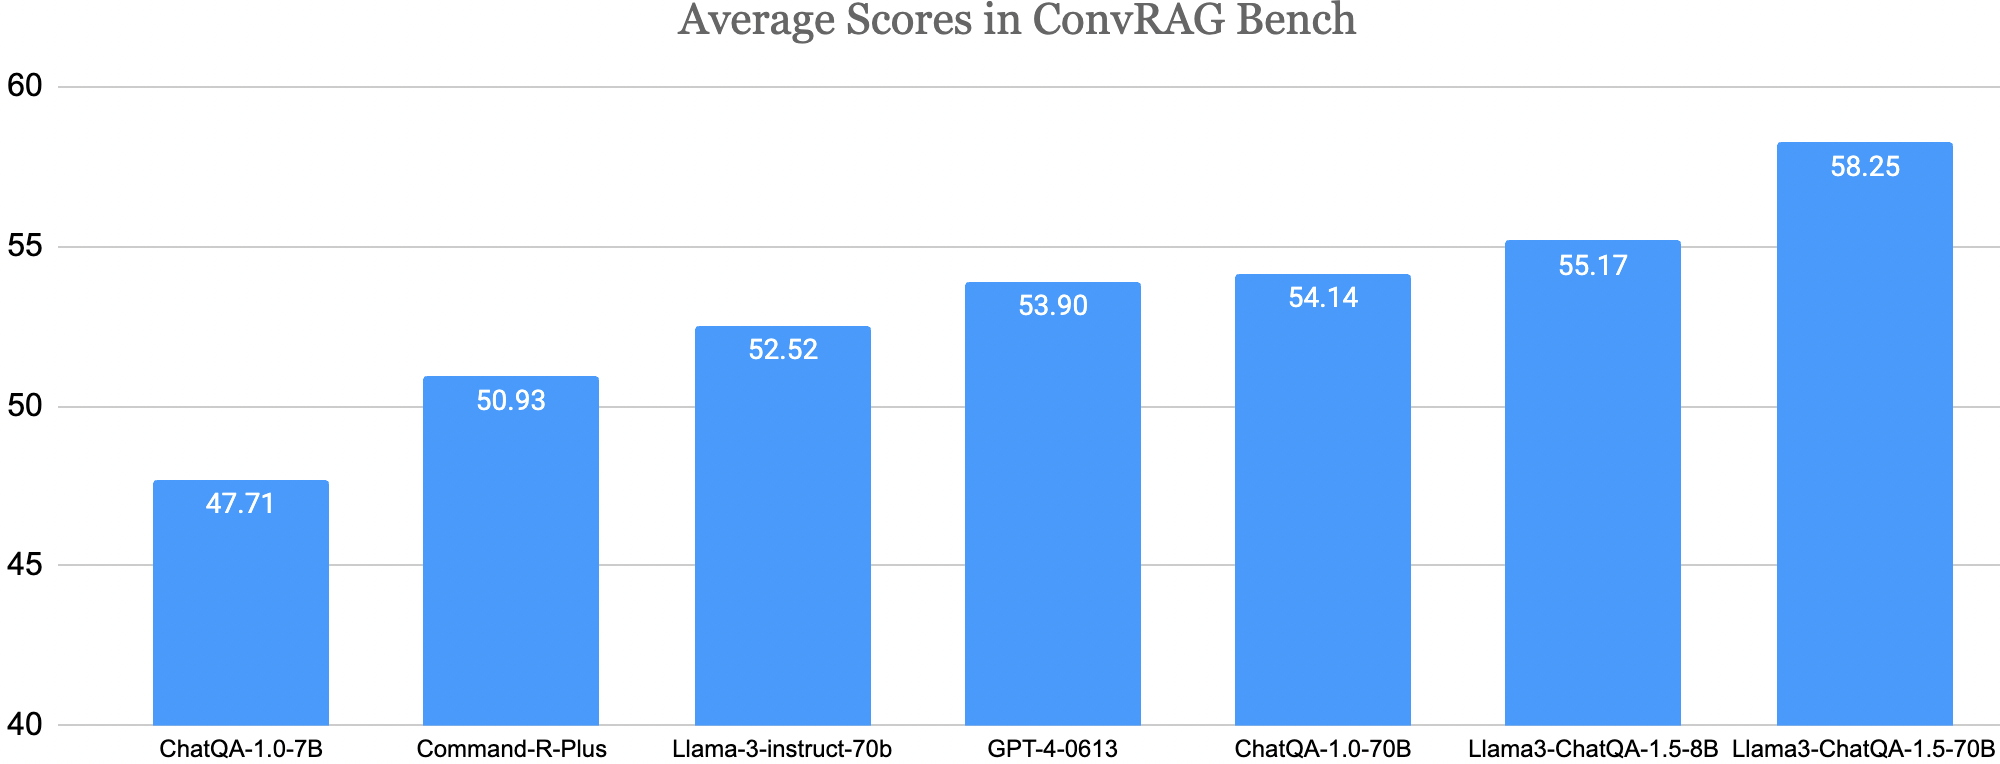 Average Scores in ConvRAG Bench
60
55
50
45
40
47.71
50.93
52.52
53.90
54.14
55.17
58.25
ChatQA-1.0-7B
Command-R-Plus
Llama-3-instruct-70b
GPT-4-0613
ChatQA-1.0-70B
Llama3-ChatQA-1.5-8B
Llama3-ChatQA-1.5-70B